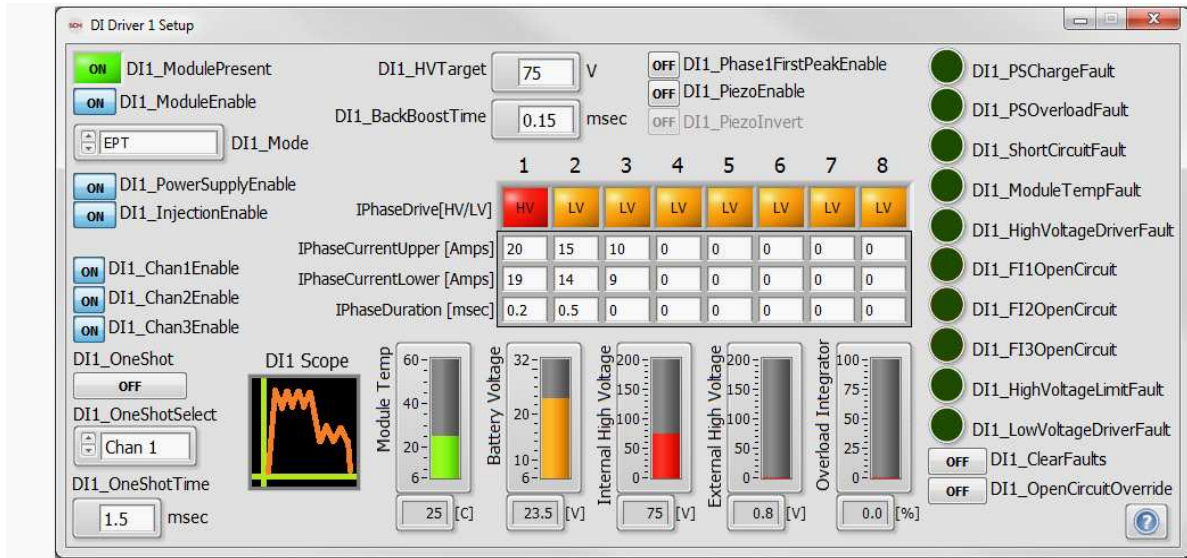 SCM DI Driver 1 Setup
ON DI1_ModulePresent
ON DI1_ModuleEnable
EPT DI1_Mode
ON DI1_PowerSupplyEnable
ON DI1_InjectionEnable
ON DI1_Chan1Enable
ON DI1_Chan2Enable
ON DI1_Chan3Enable
DI1_OneShot
OFF
DI1_OneShotSelect
Chan 1
DI1_OneShotTime
1.5 msec
DI1_HVTarget 75 V
DI1_BackBoostTime 0.15 msec
OFF DI1_Phase1FirstPeakEnable
OFF DI1_PiezoEnable
OFF DI1_PiezoInvert
1 2 3 4 5 6 7 8
IPhaseDrive[HV/LV] HV LV LV LV LV LV LV LV
IPhaseCurrentUpper [Amps] 20 15 10 0 0 0 0 0
IPhaseCurrentLower [Amps] 19 14 9 0 0 0 0 0
IPhaseDuration [msec] 0.2 0.5 0 0 0 0 0 0
DI1 Scope
Module Temp
60
40
20
6
25 [C]
Battery Voltage
32
20
10
6
23.5 [V]
Internal High Voltage
200
150
100
50
0
75 [V]
External High Voltage
200
150
100
50
0
0.8 [V]
Overload Integrator
100
75
50
25
0
0.0 [%]
DI1_PSChargeFault
DI1_PSOverloadFault
DI1_ShortCircuitFault
DI1_ModuleTempFault
DI1_HighVoltageDriverFault
DI1_FI1OpenCircuit
DI1_FI2OpenCircuit
DI1_FI3OpenCircuit
DI1_HighVoltageLimitFault
DI1_LowVoltageDriverFault
OFF DI1_ClearFaults
OFF DI1_OpenCircuitOverride
?